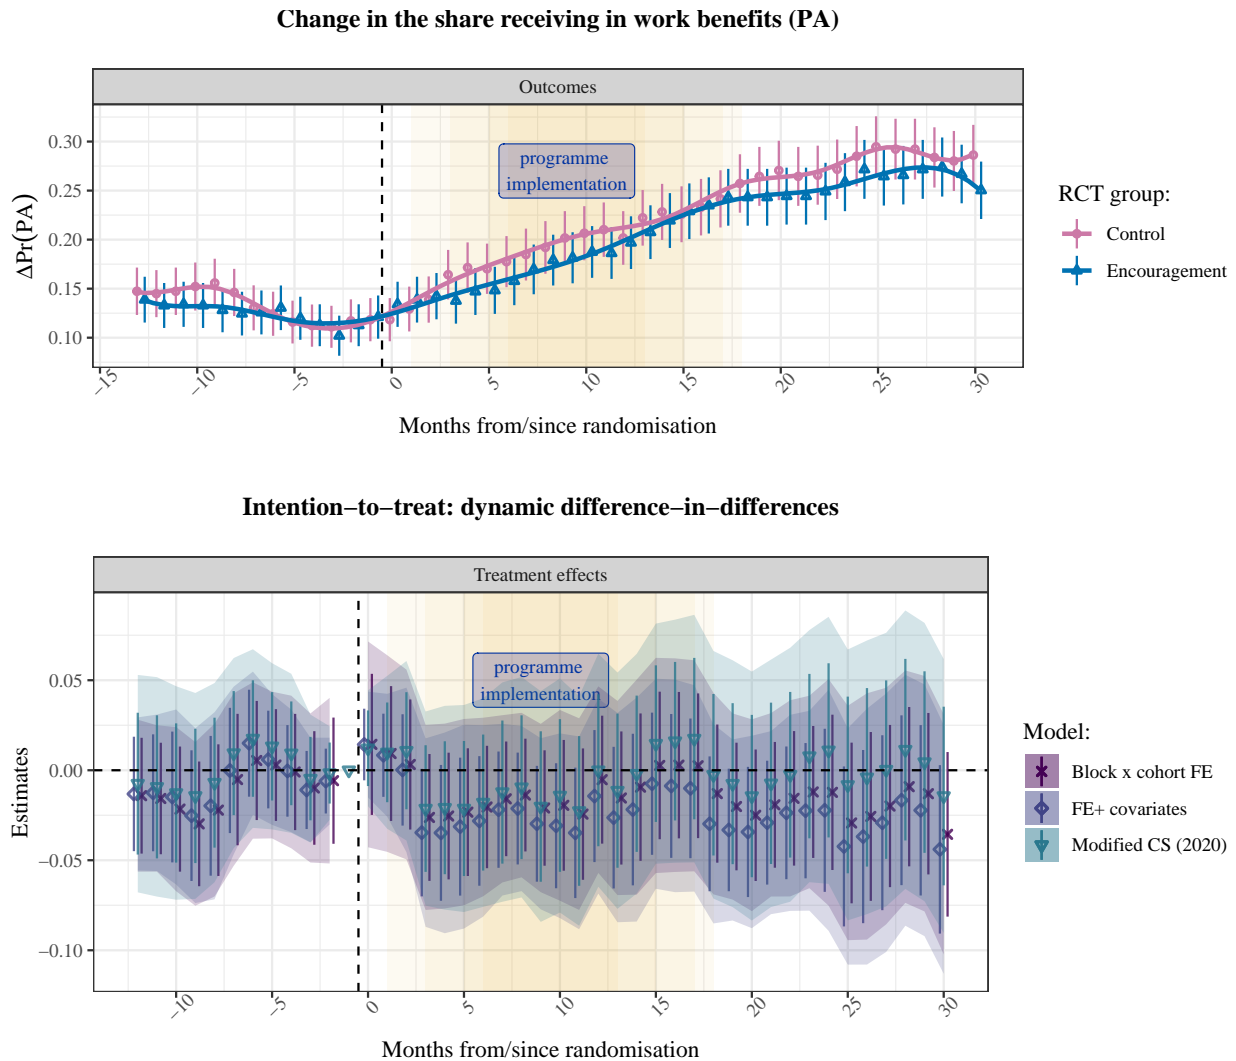 Change in the share receiving in work benefits (PA)
Outcomes
ΔPr(PA)
0.30
0.25
0.20
0.15
0.10
programme
implementation
−15
−10
−5
0
5
10
15
20
25
30
Months from/since randomisation
RCT group:
Control
Encouragement
Intention−to−treat: dynamic difference−in−differences
Treatment effects
Estimates
0.05
0.00
−0.05
−0.10
programme
implementation
−10
−5
0
5
10
15
20
25
30
Months from/since randomisation
Model:
Block x cohort FE
FE+ covariates
Modified CS (2020)